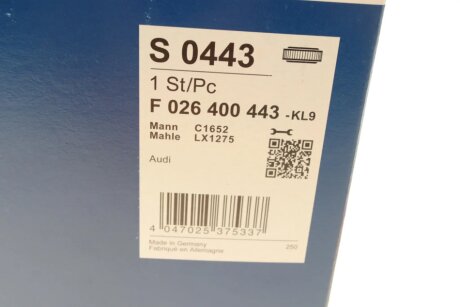 S 0443
1 St/Pc
F 026 400 443 -KL9
Mann C1652
Mahle LX1275
Audi
4 047025 375337
Made in Germany
Fabriqué en Allemagne
250